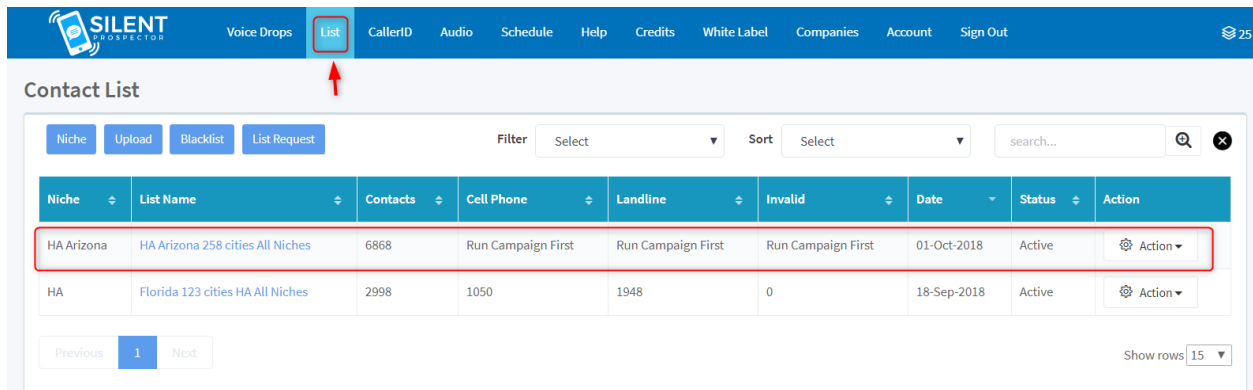 SILENT
PROSPECTOR
Voice Drops List CallerID Audio Schedule Help Credits White Label Companies Account Sign Out 25
Contact List
Niche Upload Blacklist List Request Filter Select Sort Select search...
Niche List Name Contacts Cell Phone Landline Invalid Date Status Action
HA Arizona HA Arizona 258 cities All Niches 6868 Run Campaign First Run Campaign First Run Campaign First 01-Oct-2018 Active Action
HA Florida 123 cities HA All Niches 2998 1050 1948 0 18-Sep-2018 Active Action
Previous 1 Next Show rows 15